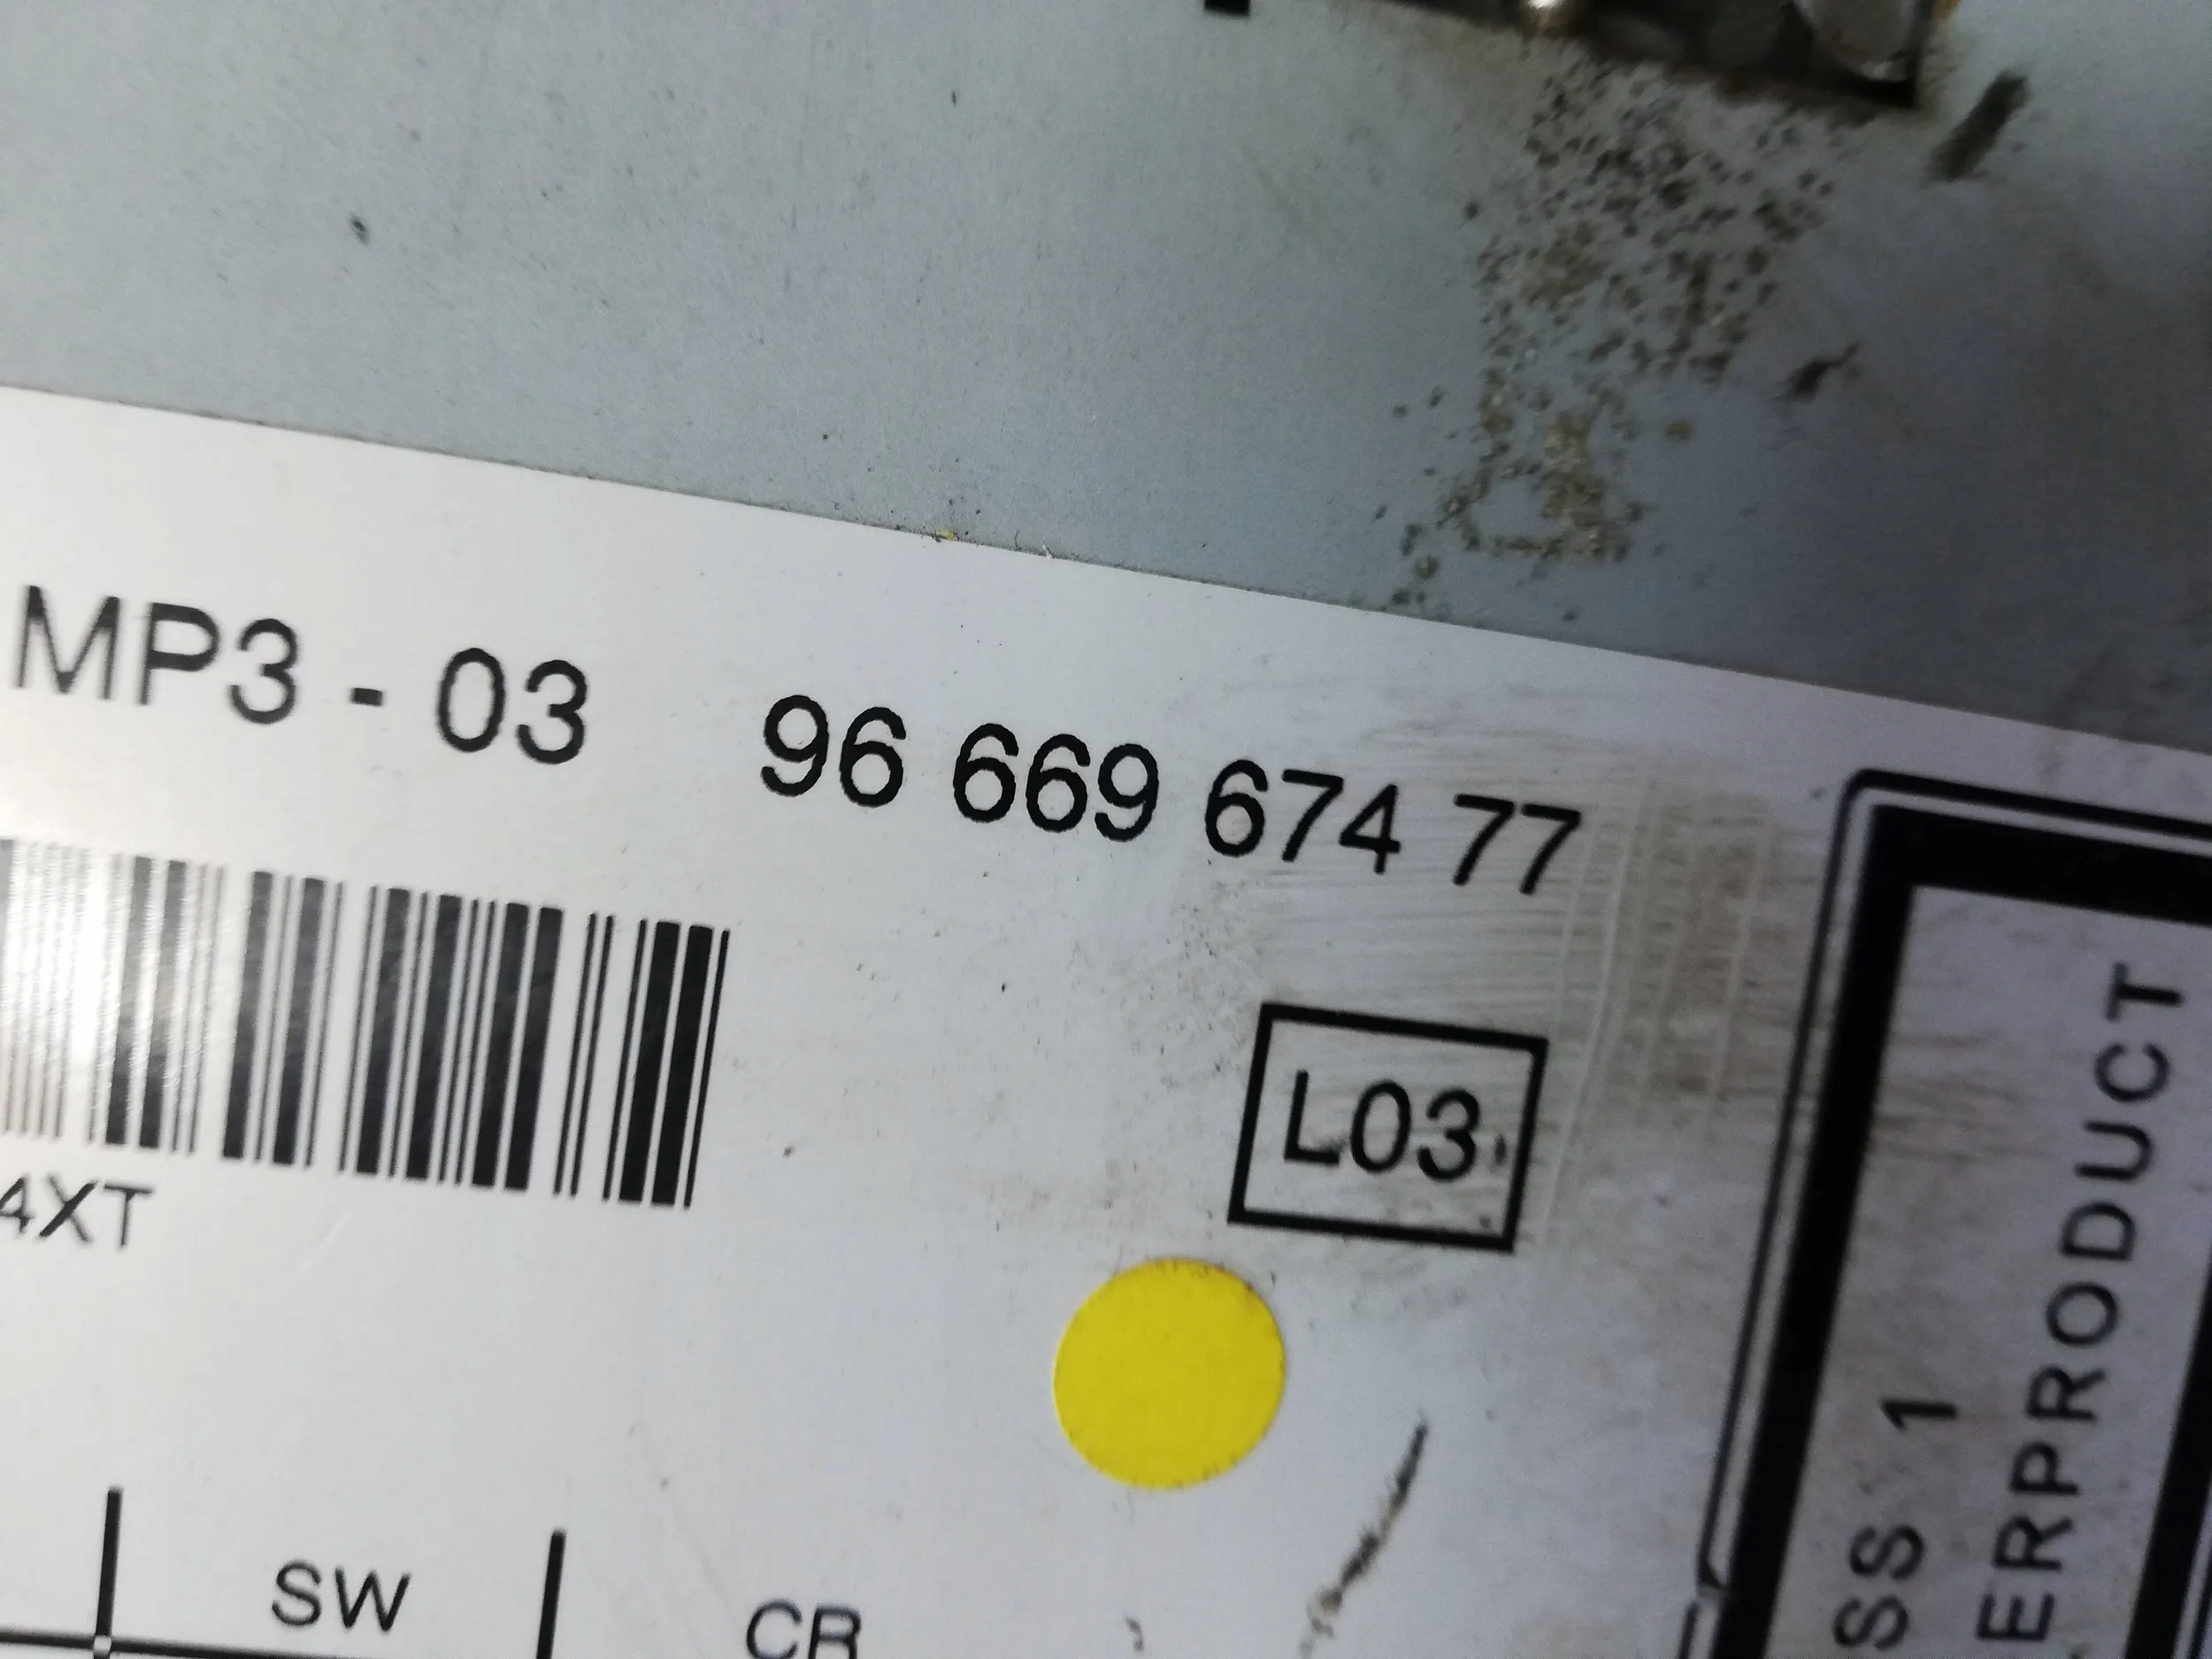 MP3 - 03 96 669 674 77
L03
4XT
SW CR
SS 1
ERPRODUCT